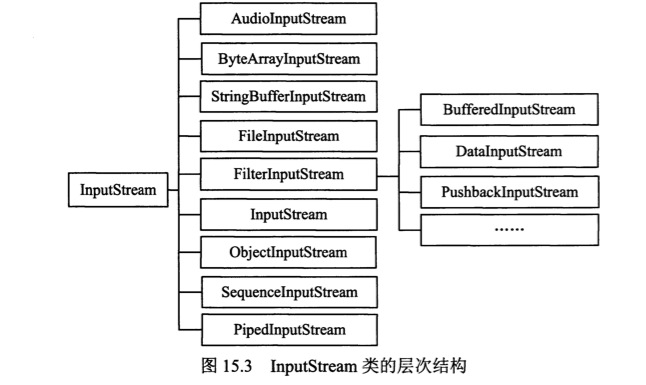 InputStream
AudioInputStream
ByteArrayInputStream
StringBufferInputStream
FileInputStream
FilterInputStream
InputStream
ObjectInputStream
SequenceInputStream
PipedInputStream
BufferedInputStream
DataInputStream
PushbackInputStream
……
图 15.3 InputStream 类的层次结构